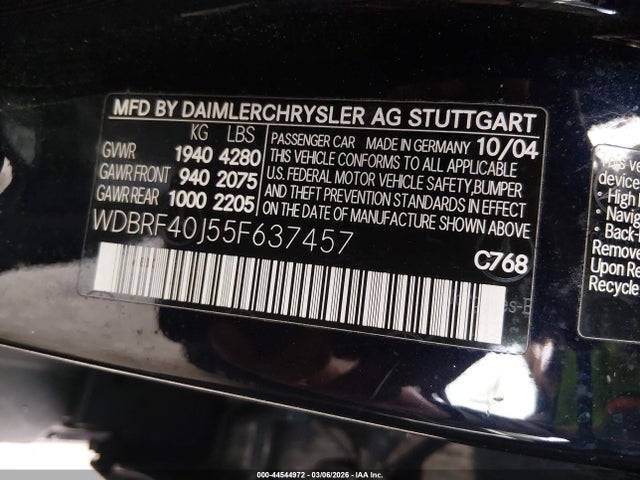 MFD BY DAIMLERCHRYSLER AG STUTTGART
KG LBS
GVWR 1940 4280
GAWR FRONT 940 2075
GAWR REAR 1000 2205
PASSENGER CAR MADE IN GERMANY 10/04
THIS VEHICLE CONFORMS TO ALL APPLICABLE
U.S. FEDERAL MOTOR VEHICLE SAFETY,BUMPER
AND THEFT PREVENTION STANDARDS IN EFFECT
ON THE DATE OF MANUFACTURE
WDBRF40J55F637457
C768
This v
devices
- High I
- Navig
- Back
Remove
Upon Re
Recycle
000-44544972 - 03/06/2026 - IAA Inc.